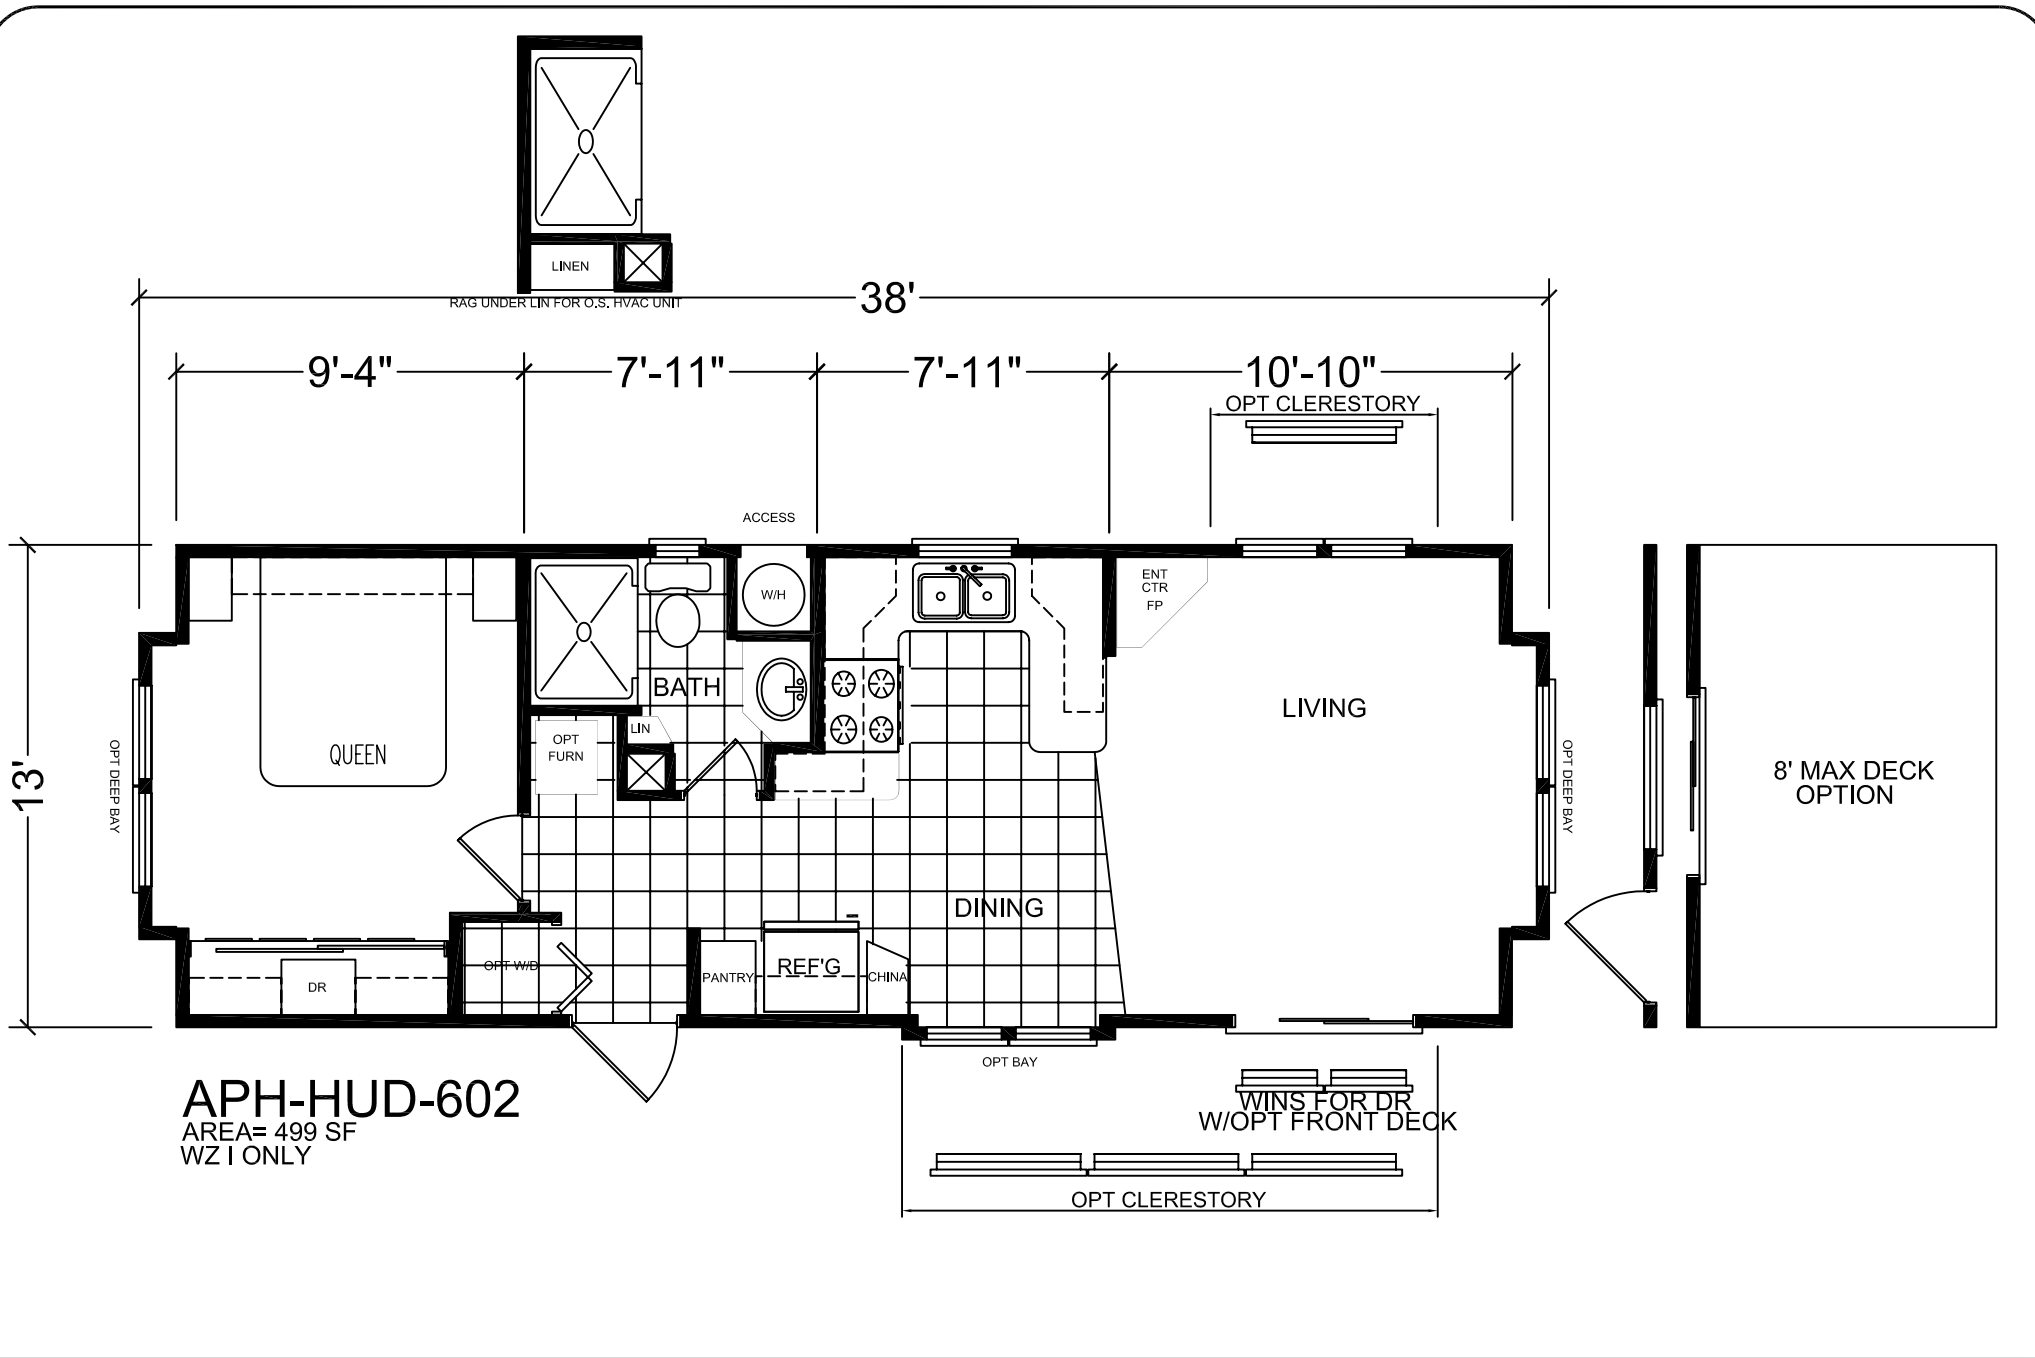 LINEN
RAG UNDER LIN FOR O.S. HVAC UNIT
38'
9'-4"
7'-11"
7'-11"
10'-10"
OPT CLERESTORY
ACCESS
W/H
ENT
CTR
FP
BATH
LIN
OPT
FURN
QUEEN
LIVING
13'
OPT DEEP BAY
OPT DEEP BAY
8' MAX DECK
OPTION
DINING
OPT W/D
DR
PANTRY
REF'G
CHINA
OPT BAY
APH-HUD-602
AREA= 499 SF
WZ I ONLY
WINS FOR DR
W/OPT FRONT DECK
OPT CLERESTORY